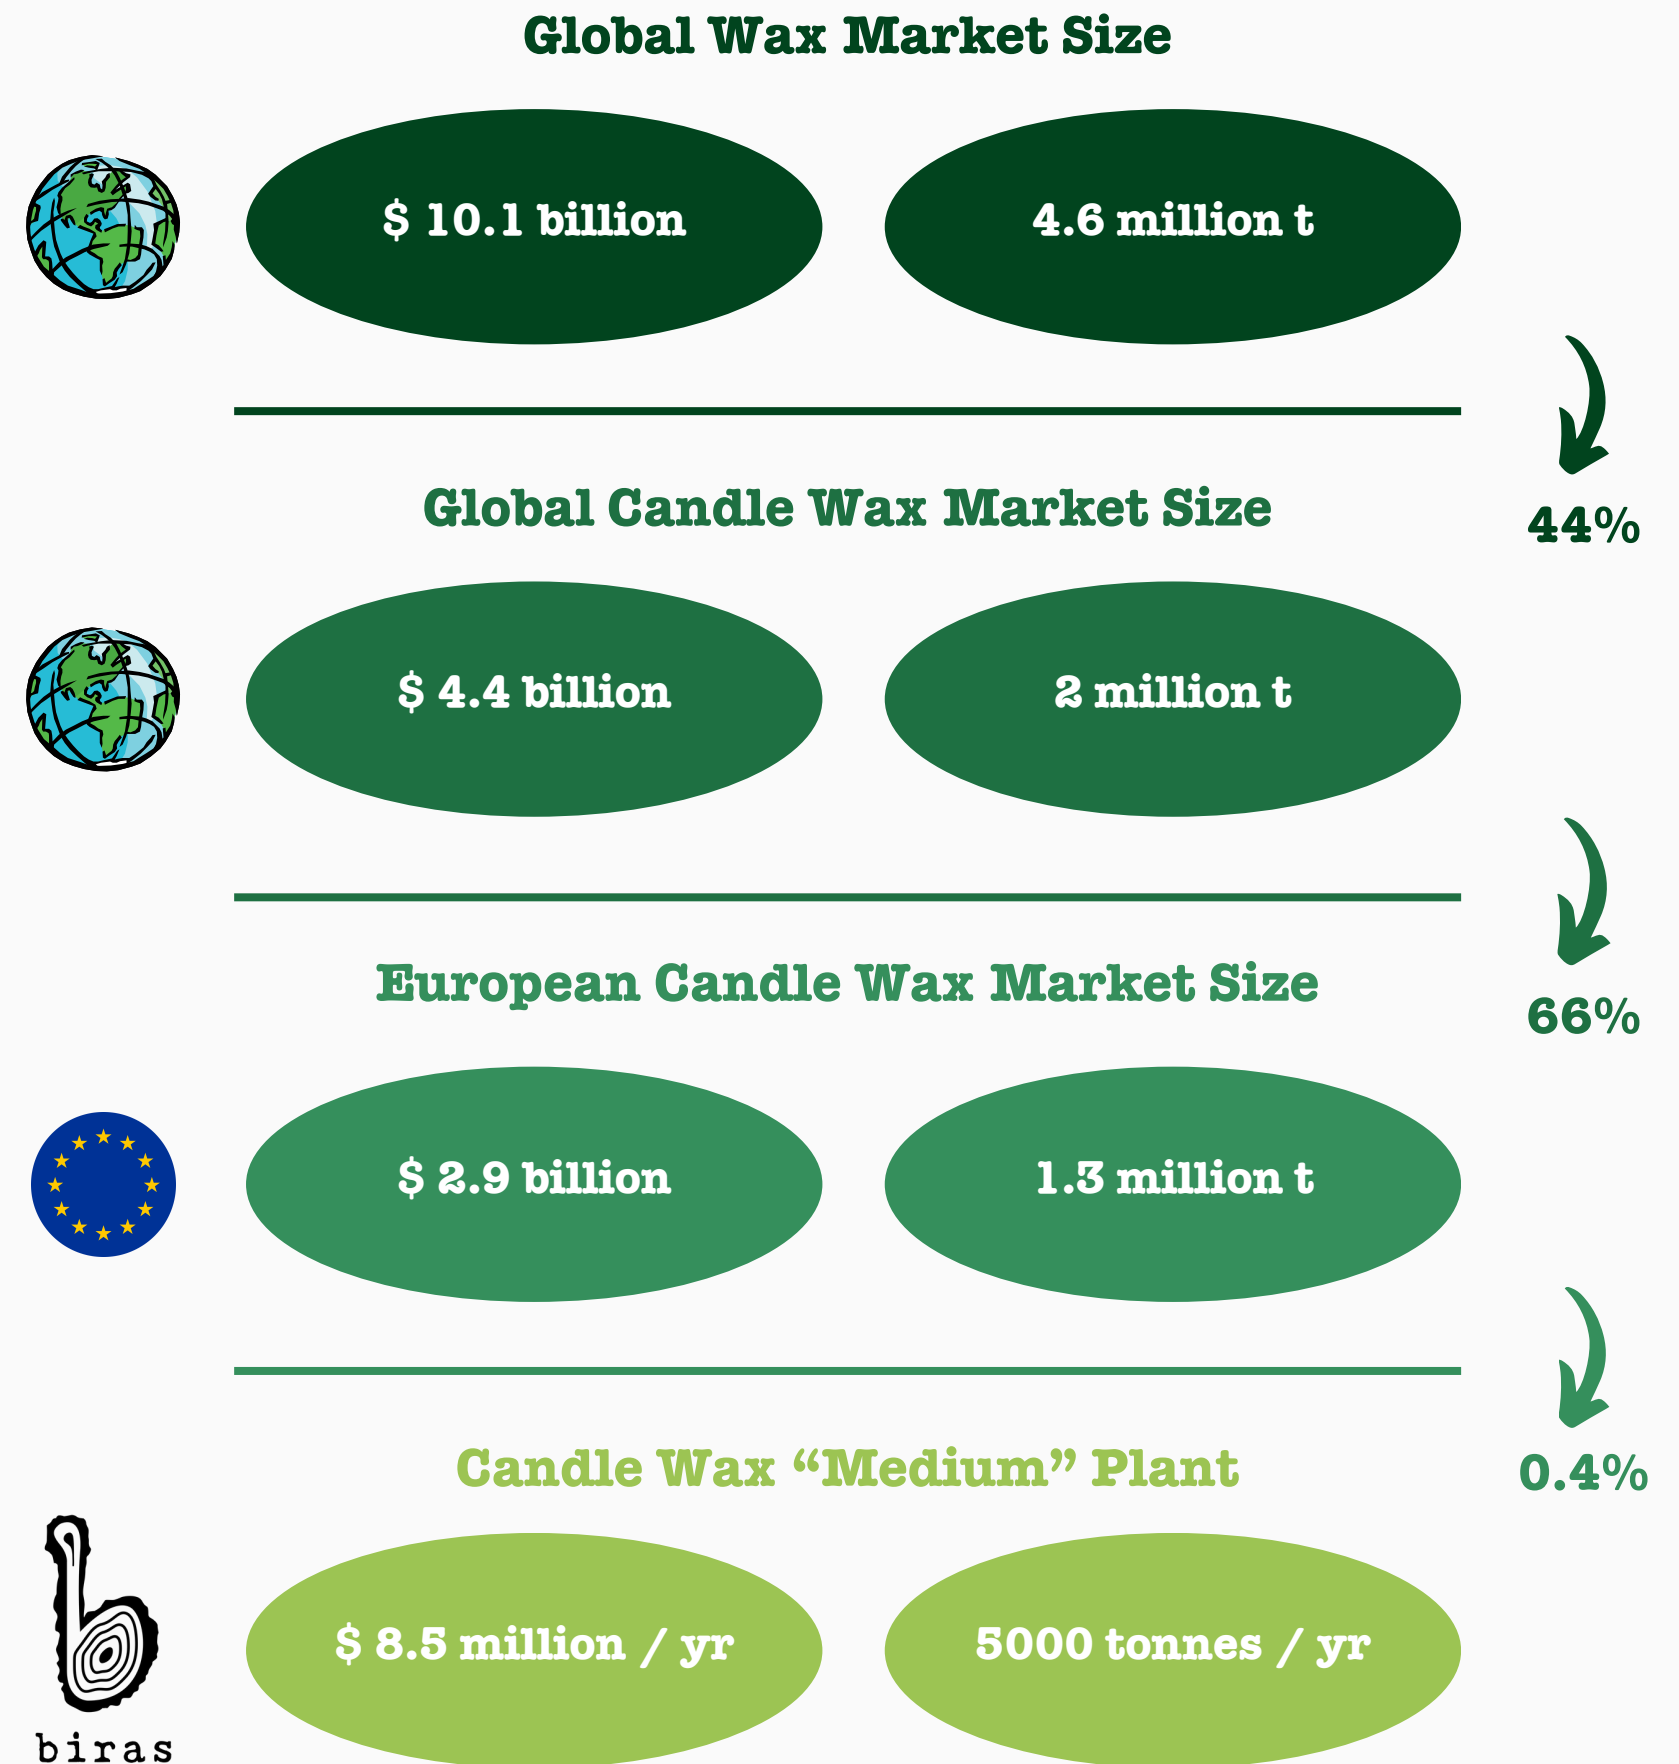 Global Wax Market Size
$ 10.1 billion
4.6 million t
44%
Global Candle Wax Market Size
$ 4.4 billion
2 million t
66%
European Candle Wax Market Size
$ 2.9 billion
1.3 million t
0.4%
Candle Wax “Medium” Plant
$ 8.5 million / yr
5000 tonnes / yr
biras